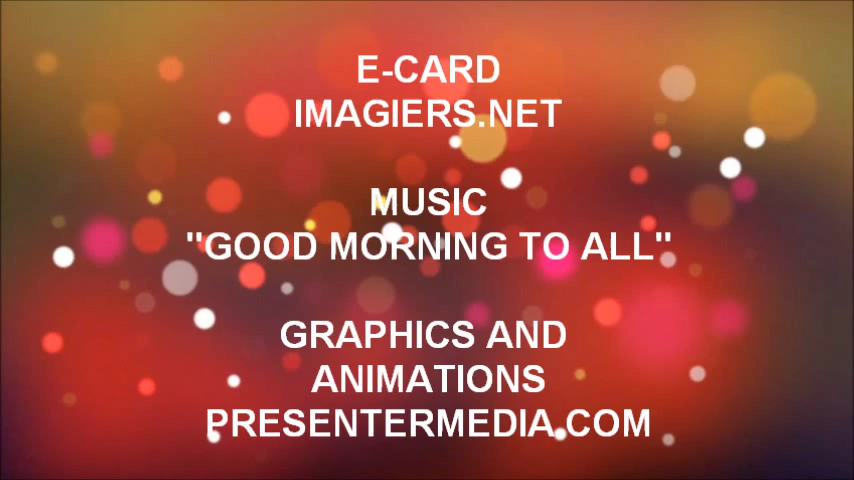 E-CARD
IMAGIERS.NET
MUSIC
"GOOD MORNING TO ALL"
GRAPHICS AND
ANIMATIONS
PRESENTERMEDIA.COM